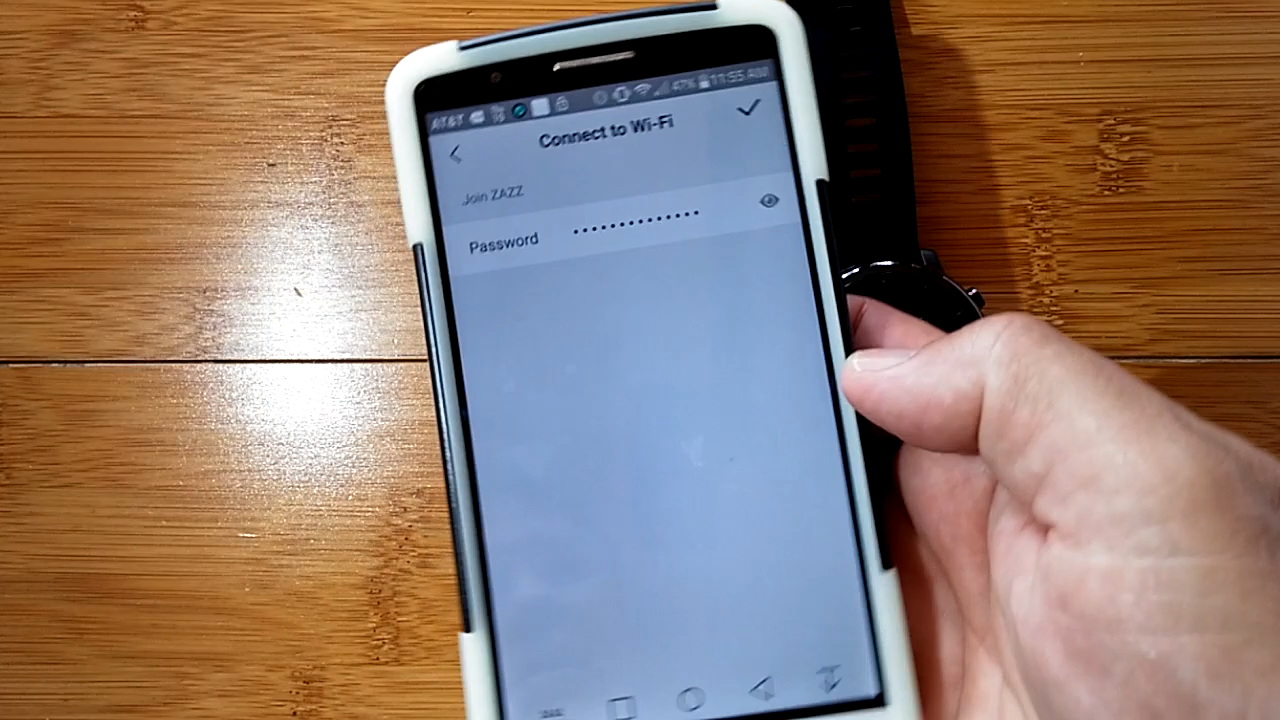 AT&T 47% 11:55 AM
Connect to Wi-Fi
Join ZAZZ
Password ••••••••••••••